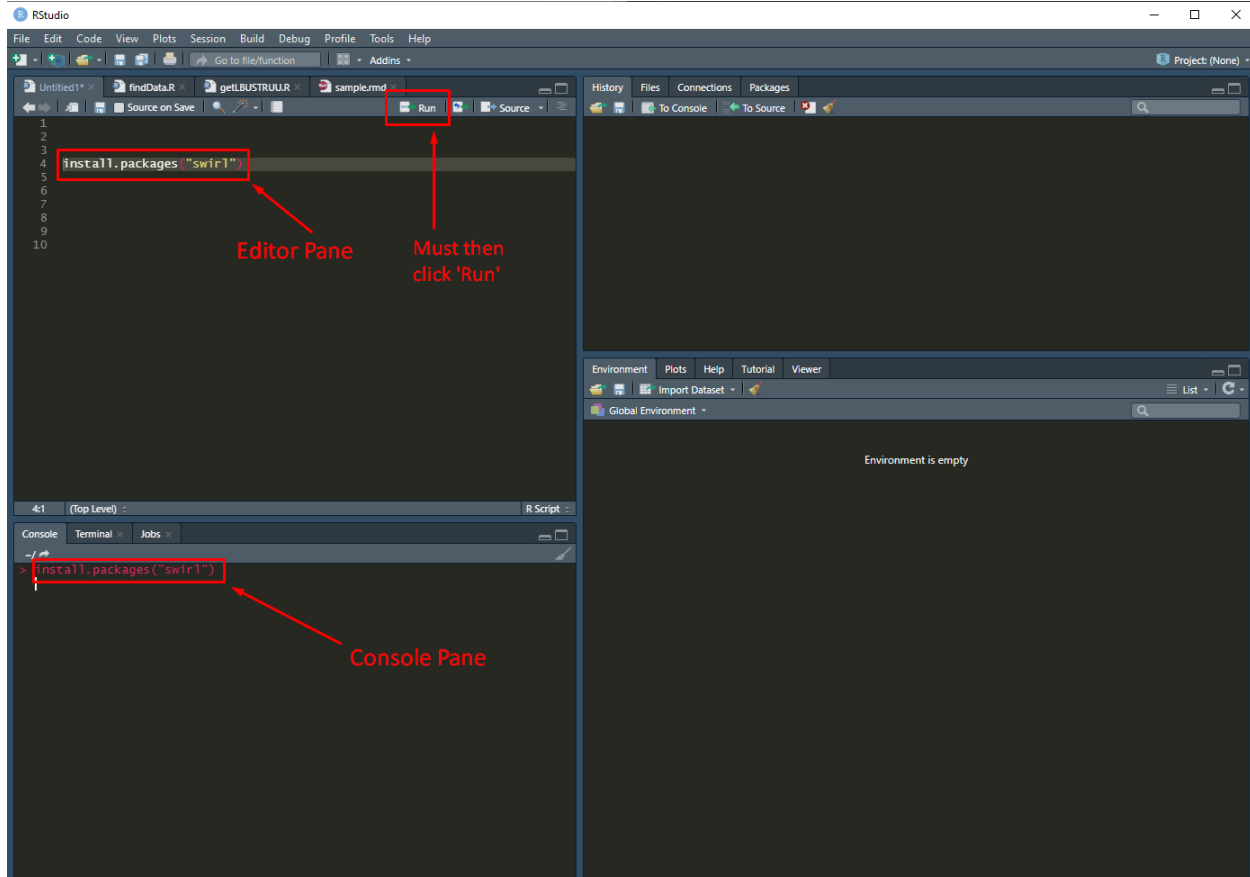 RStudio
File Edit Code View Plots Session Build Debug Profile Tools Help
Go to file/function Addins Project: (None)
Untitled1* findData.R getLBUSTRUU.R sample.rmd
Source on Save Run Source
1
2
3
4 install.packages("swirl")
5
6
7
8
9
10
Editor Pane
Must then
click 'Run'
4:1 (Top Level) R Script
Console Terminal Jobs
~/
> install.packages("swirl")
Console Pane
History Files Connections Packages
To Console To Source
Environment Plots Help Tutorial Viewer
Import Dataset List
Global Environment
Environment is empty